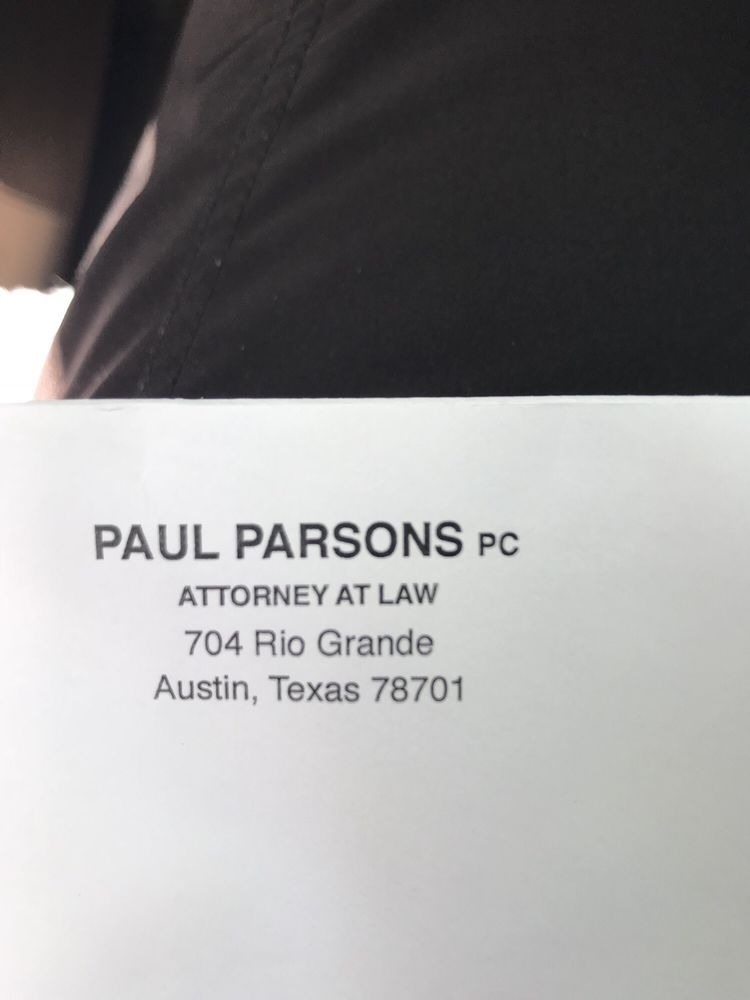 PAUL PARSONS PC
ATTORNEY AT LAW
704 Rio Grande
Austin, Texas 78701